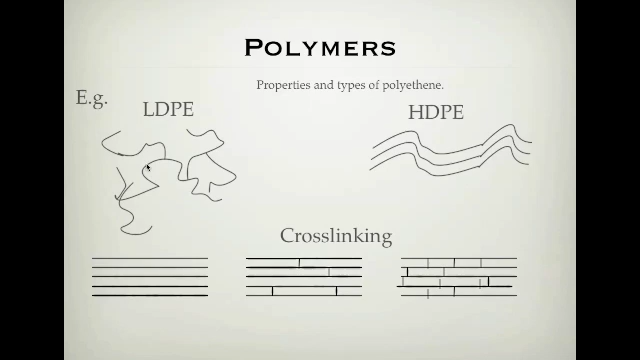 POLYMERS
Properties and types of polyethene.
E.g.
LDPE
HDPE
Crosslinking